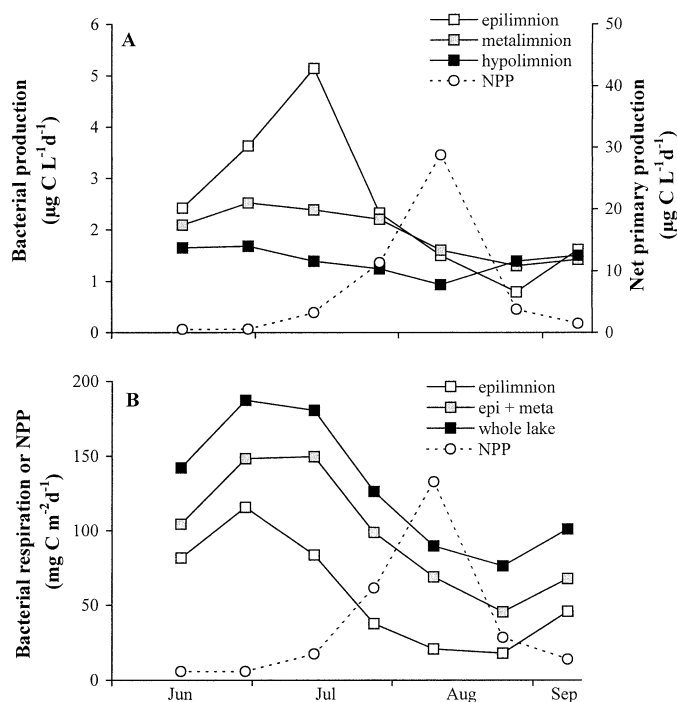 A
epilimnion
metalimnion
hypolimnion
NPP
6
5
4
3
2
1
0
50
40
30
20
10
0
Bacterial production
(µg C L⁻¹d⁻¹)
Net primary production
(µg C L⁻¹d⁻¹)
B
epilimnion
epi + meta
whole lake
NPP
200
150
100
50
0
Bacterial respiration or NPP
(mg C m⁻²d⁻¹)
Jun Jul Aug Sep